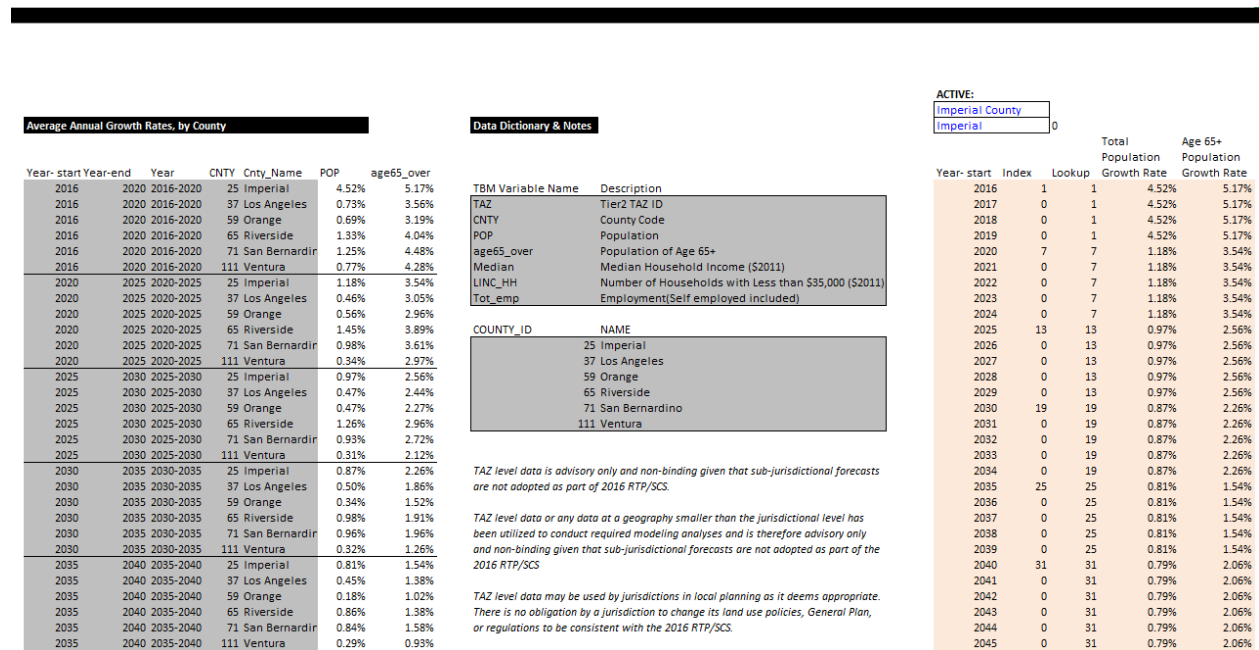 ACTIVE:
Imperial County
Average Annual Growth Rates, by County
Data Dictionary & Notes
Imperial 0
Total Population Growth Rate
Age 65+ Population Growth Rate
Year- start Year-end Year CNTY Cnty_Name POP age65_over
2016 2020 2016-2020 25 Imperial 4.52% 5.17%
2016 2020 2016-2020 37 Los Angeles 0.73% 3.56%
2016 2020 2016-2020 59 Orange 0.69% 3.19%
2016 2020 2016-2020 65 Riverside 1.33% 4.04%
2016 2020 2016-2020 71 San Bernardir 1.25% 4.48%
2016 2020 2016-2020 111 Ventura 0.77% 4.28%
2020 2025 2020-2025 25 Imperial 1.18% 3.54%
2020 2025 2020-2025 37 Los Angeles 0.46% 3.05%
2020 2025 2020-2025 59 Orange 0.56% 2.96%
2020 2025 2020-2025 65 Riverside 1.45% 3.89%
2020 2025 2020-2025 71 San Bernardir 0.98% 3.61%
2020 2025 2020-2025 111 Ventura 0.34% 2.97%
2025 2030 2025-2030 25 Imperial 0.97% 2.56%
2025 2030 2025-2030 37 Los Angeles 0.47% 2.44%
2025 2030 2025-2030 59 Orange 0.47% 2.27%
2025 2030 2025-2030 65 Riverside 1.26% 2.96%
2025 2030 2025-2030 71 San Bernardir 0.93% 2.72%
2025 2030 2025-2030 111 Ventura 0.31% 2.12%
2030 2035 2030-2035 25 Imperial 0.87% 2.26%
2030 2035 2030-2035 37 Los Angeles 0.50% 1.86%
2030 2035 2030-2035 59 Orange 0.34% 1.52%
2030 2035 2030-2035 65 Riverside 0.98% 1.91%
2030 2035 2030-2035 71 San Bernardir 0.96% 1.96%
2030 2035 2030-2035 111 Ventura 0.32% 1.26%
2035 2040 2035-2040 25 Imperial 0.81% 1.54%
2035 2040 2035-2040 37 Los Angeles 0.45% 1.38%
2035 2040 2035-2040 59 Orange 0.18% 1.02%
2035 2040 2035-2040 65 Riverside 0.86% 1.38%
2035 2040 2035-2040 71 San Bernardir 0.84% 1.58%
2035 2040 2035-2040 111 Ventura 0.29% 0.93%
TBM Variable Name Description
TAZ Tier2 TAZ ID
CNTY County Code
POP Population
age65_over Population of Age 65+
Median Median Household Income ($2011)
LINC_HH Number of Households with Less than $35,000 ($2011)
Tot_emp Employment(Self employed included)
COUNTY_ID NAME
25 Imperial
37 Los Angeles
59 Orange
65 Riverside
71 San Bernardino
111 Ventura
TAZ level data is advisory only and non-binding given that sub-jurisdictional forecasts
are not adopted as part of 2016 RTP/SCS.
TAZ level data or any data at a geography smaller than the jurisdictional level has
been utilized to conduct required modeling analyses and is therefore advisory only
and non-binding given that sub-jurisdictional forecasts are not adopted as part of the
2016 RTP/SCS
TAZ level data may be used by jurisdictions in local planning as it deems appropriate.
There is no obligation by a jurisdiction to change its land use policies, General Plan,
or regulations to be consistent with the 2016 RTP/SCS.
Year- start Index Lookup
2016 1 1 4.52% 5.17%
2017 0 1 4.52% 5.17%
2018 0 1 4.52% 5.17%
2019 0 1 4.52% 5.17%
2020 7 7 1.18% 3.54%
2021 0 7 1.18% 3.54%
2022 0 7 1.18% 3.54%
2023 0 7 1.18% 3.54%
2024 0 7 1.18% 3.54%
2025 13 13 0.97% 2.56%
2026 0 13 0.97% 2.56%
2027 0 13 0.97% 2.56%
2028 0 13 0.97% 2.56%
2029 0 13 0.97% 2.56%
2030 19 19 0.87% 2.26%
2031 0 19 0.87% 2.26%
2032 0 19 0.87% 2.26%
2033 0 19 0.87% 2.26%
2034 0 19 0.87% 2.26%
2035 25 25 0.81% 1.54%
2036 0 25 0.81% 1.54%
2037 0 25 0.81% 1.54%
2038 0 25 0.81% 1.54%
2039 0 25 0.81% 1.54%
2040 31 31 0.79% 2.06%
2041 0 31 0.79% 2.06%
2042 0 31 0.79% 2.06%
2043 0 31 0.79% 2.06%
2044 0 31 0.79% 2.06%
2045 0 31 0.79% 2.06%